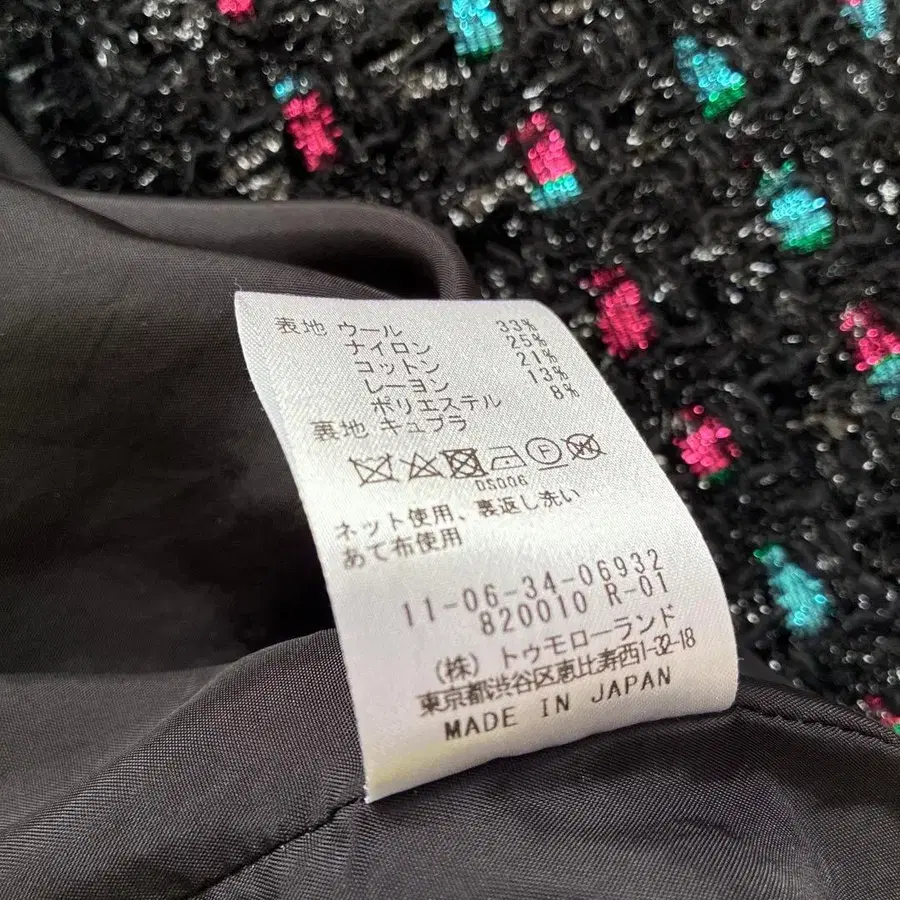 表地 ウール 33%
ナイロン 25%
コットン 21%
レーヨン 13%
ポリエステル 8%
裏地 キュプラ
F W
DS006
ネット使用、裏返し洗い
あて布使用
11-06-34-06932
820010 R-01
(株) トゥモローランド
東京都渋谷区恵比寿西1-32-18
MADE IN JAPAN